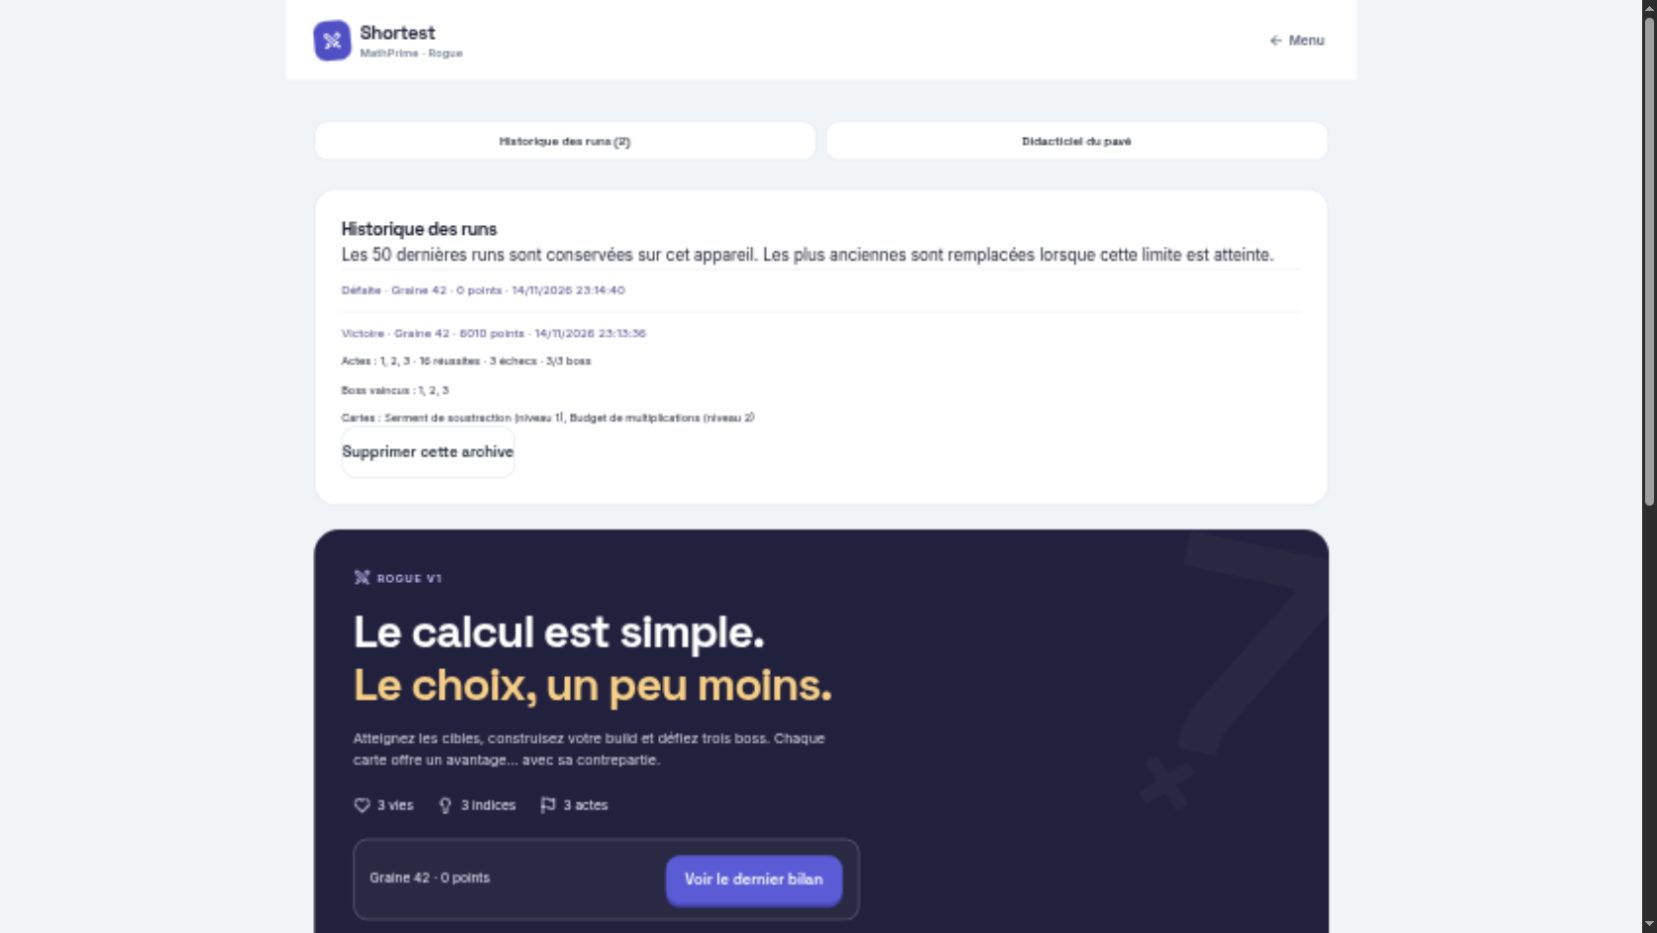 Shortest
MathPrime · Rogue
← Menu
Historique des runs (2)
Didacticiel du pavé
Historique des runs
Les 50 dernières runs sont conservées sur cet appareil. Les plus anciennes sont remplacées lorsque cette limite est atteinte.
Défaite · Graine 42 · 0 points · 14/11/2026 23:14:40
Victoire · Graine 42 · 6010 points · 14/11/2026 23:13:36
Actes : 1, 2, 3 · 16 réussites · 3 échecs · 3/3 boss
Boss vaincus : 1, 2, 3
Cartes : Serment de soustraction (niveau 1), Budget de multiplications (niveau 2)
Supprimer cette archive
ROGUE V1
Le calcul est simple.
Le choix, un peu moins.
Atteignez les cibles, construisez votre build et défiez trois boss. Chaque
carte offre un avantage... avec sa contrepartie.
3 vies 3 indices 3 actes
Graine 42 · 0 points
Voir le dernier bilan
7
×